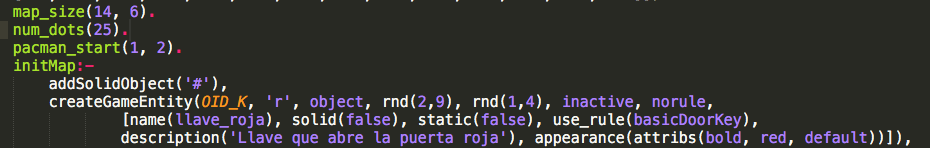 map_size(14, 6).
num_dots(25).
pacman_start(1, 2).
initMap:-
addSolidObject('#'),
createGameEntity(OID_K, 'r', object, rnd(2,9), rnd(1,4), inactive, norule,
[name(llave_roja), solid(false), static(false), use_rule(basicDoorKey),
description('Llave que abre la puerta roja'), appearance(attribs(bold, red, default))]),